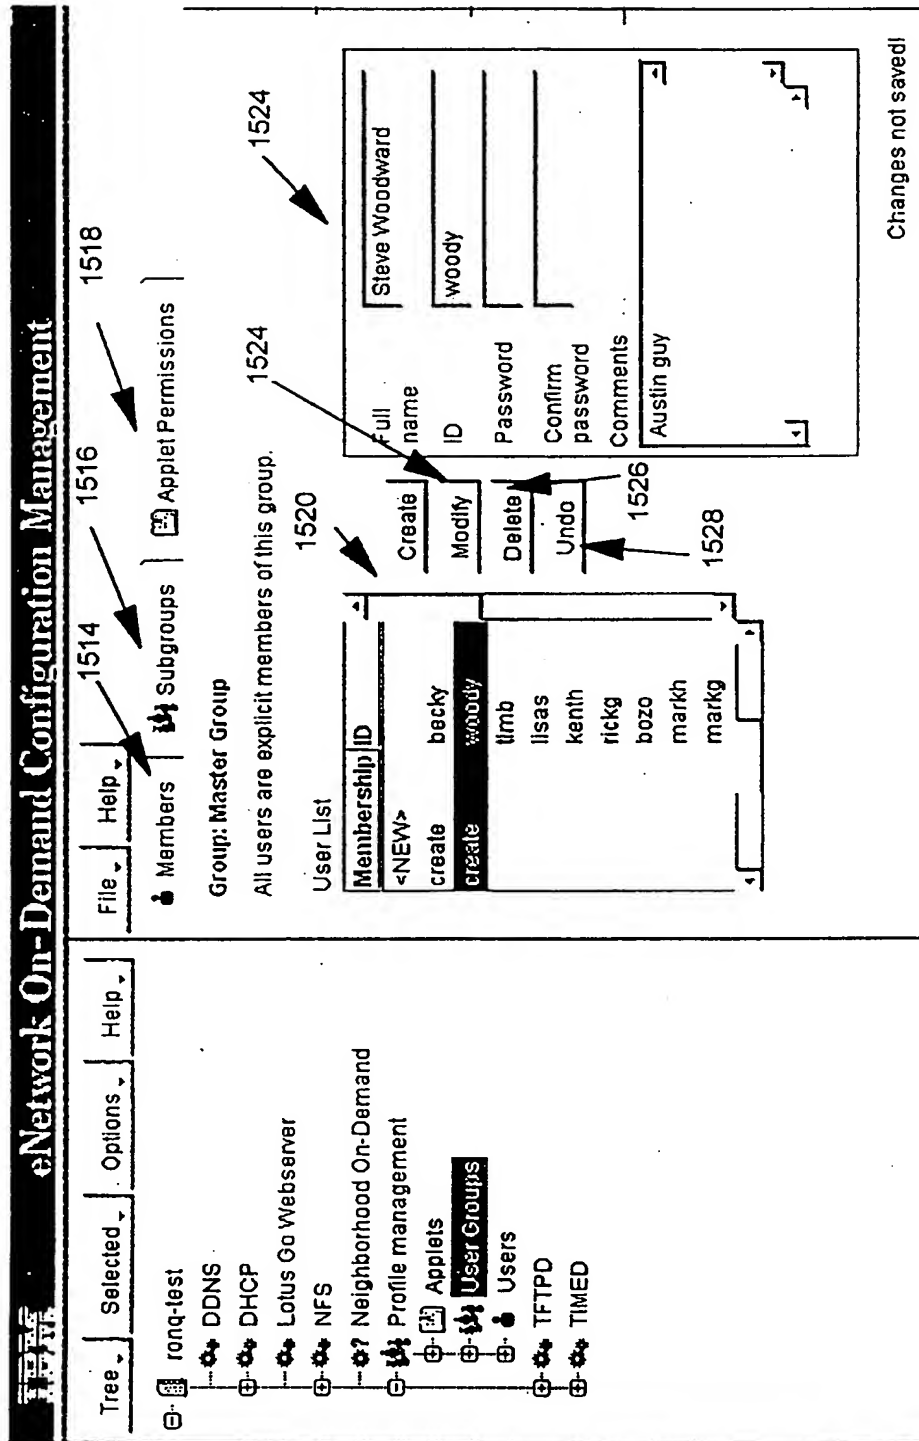 IBM eNetwork On-Demand Configuration Management
Tree Selected Options Help
ronq-test
DDNS
DHCP
Lotus Go Webserver
NFS
? Neighborhood On-Demand
Profile management
Applets
User Groups
Users
TFTPD
TIMED
File Help
1514
1516
1518
Members Subgroups Applet Permissions
Group: Master Group
All users are explicit members of this group.
User List
1520
1524
1524
Membership ID
<NEW>
create becky
create woody
timb
lisas
kenth
rickg
bozo
markh
markg
Create
Modify
Delete
Undo
1526
1528
Full name Steve Woodward
ID woody
Password
Confirm password
Comments
Austin guy
Changes not saved!